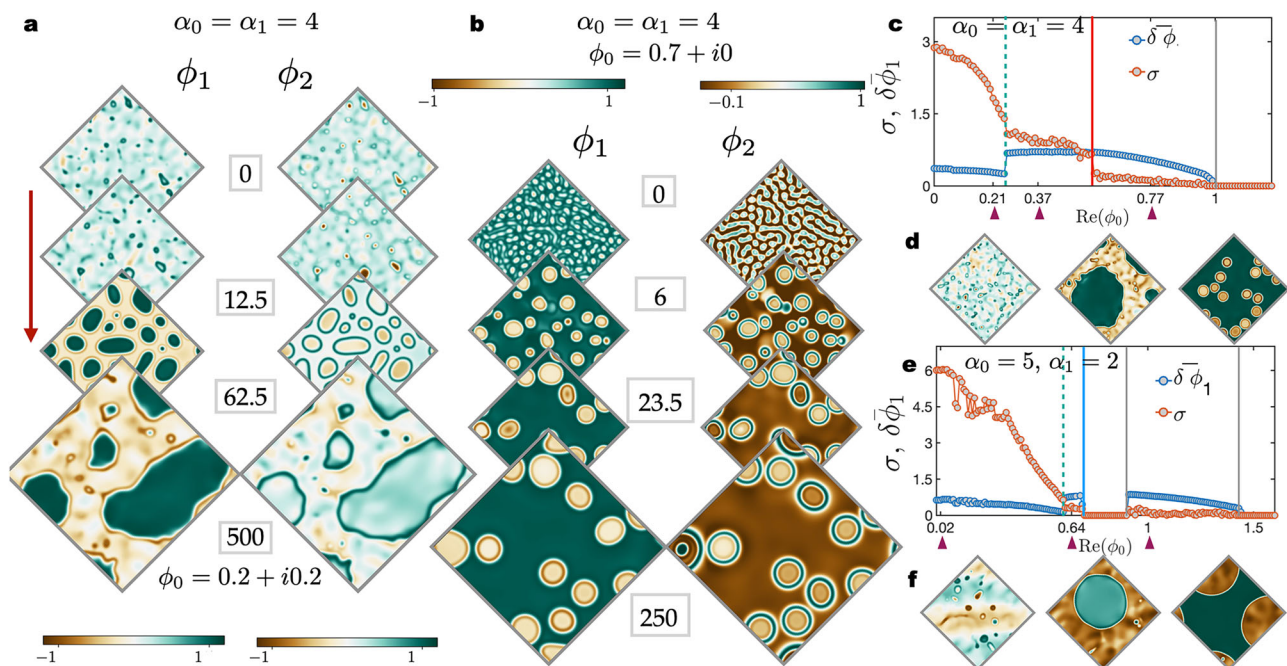 a
α₀ = α₁ = 4
ϕ₁ ϕ₂
0
12.5
62.5
500
ϕ₀ = 0.2 + i0.2
−1 1
−1 1
b
α₀ = α₁ = 4
ϕ₀ = 0.7 + i0
−1 1
−0.1 1
ϕ₁ ϕ₂
0
6
23.5
250
c
α₀ = α₁ = 4
δϕ̄
σ
σ, δϕ̄₁
3
1.5
0
0 0.21 0.37 0.77 1
Re(ϕ₀)
d
e
α₀ = 5, α₁ = 2
δϕ̄₁
σ
σ, δϕ̄₁
6
4.5
3
1.5
0
0.02 0.64 1 1.5
Re(ϕ₀)
f